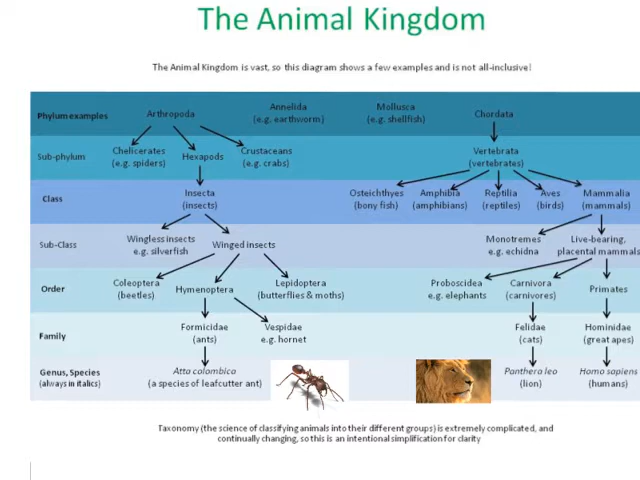 The Animal Kingdom
The Animal Kingdom is vast, so this diagram shows a few examples and is not all-inclusive!
Phylum examples
Arthropoda
Annelida
(e.g. earthworm)
Mollusca
(e.g. shellfish)
Chordata
Sub-phylum
Chelicerates
(e.g. spiders)
Hexapods
Crustaceans
(e.g. crabs)
Vertebrata
(vertebrates)
Class
Insecta
(insects)
Osteichthyes
(bony fish)
Amphibia
(amphibians)
Reptilia
(reptiles)
Aves
(birds)
Mammalia
(mammals)
Sub-Class
Wingless insects
e.g. silverfish
Winged insects
Monotremes
e.g. echidna
Live-bearing,
placental mammals
Order
Coleoptera
(beetles)
Hymenoptera
Lepidoptera
(butterflies & moths)
Proboscidea
e.g. elephants
Carnivora
(carnivores)
Primates
Family
Formicidae
(ants)
Vespidae
e.g. hornet
Felidae
(cats)
Hominidae
(great apes)
Genus, Species
(always in italics)
Atta colombica
(a species of leafcutter ant)
Panthera leo
(lion)
Homo sapiens
(humans)
Taxonomy (the science of classifying animals into their different groups) is extremely complicated, and
continually changing, so this is an intentional simplification for clarity